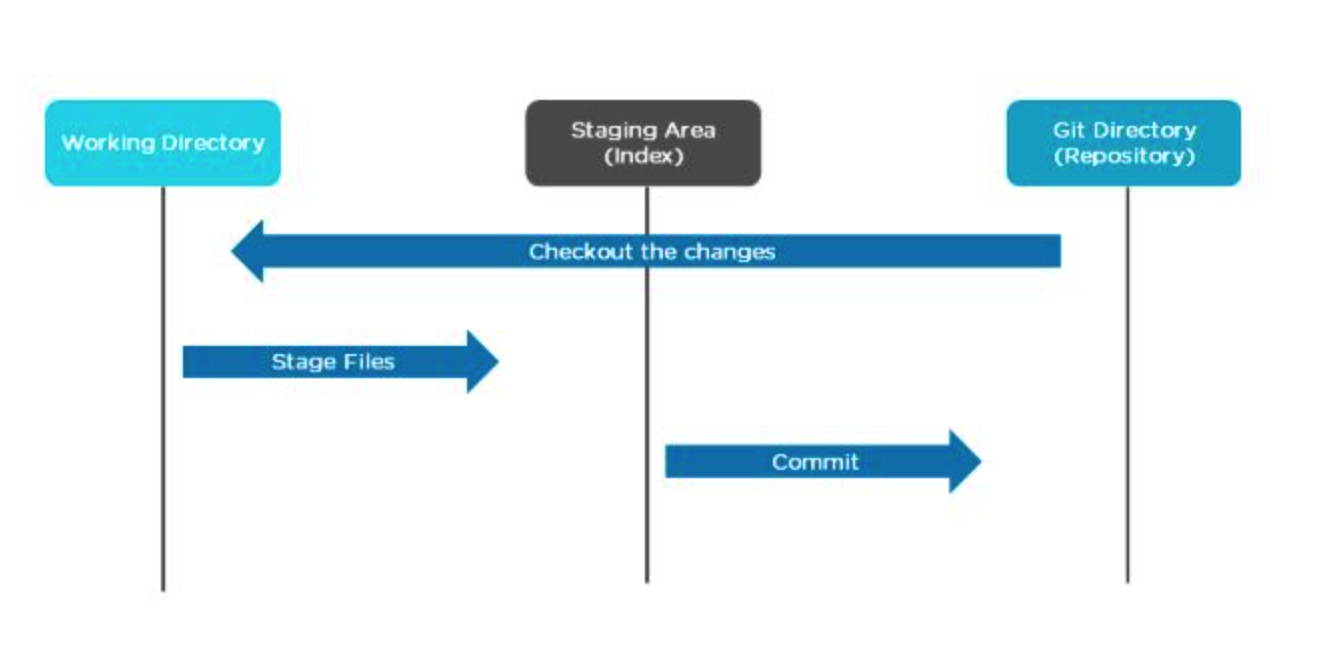 Working Directory
Staging Area
(Index)
Git Directory
(Repository)
Checkout the changes
Stage Files
Commit